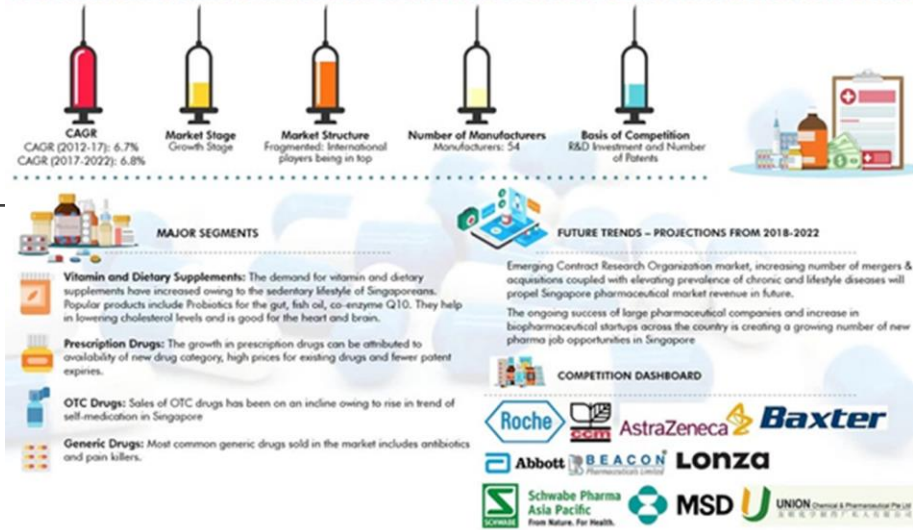 CAGR
CAGR (2012-17): 6.7%
CAGR (2017-2022): 6.8%
Market Stage
Growth Stage
Market Structure
Fragmented: International
players being in top
Number of Manufacturers
Manufacturers: 54
Basis of Competition
R&D Investment and Number
of Patents
MAJOR SEGMENTS
Vitamin and Dietary Supplements: The demand for vitamin and dietary
supplements have increased owing to the sedentary lifestyle of Singaporeans.
Popular products include Probiotics for the gut, fish oil, co-enzyme Q10. They help
in lowering cholesterol levels and is good for the heart and brain.
Prescription Drugs: The growth in prescription drugs can be attributed to
availability of new drug category, high prices for existing drugs and fewer patent
expiries.
OTC Drugs: Sales of OTC drugs has been on an incline owing to rise in trend of
self-medication in Singapore
Generic Drugs: Most common generic drugs sold in the market includes antibiotics
and pain killers.
FUTURE TRENDS – PROJECTIONS FROM 2018-2022
Emerging Contract Research Organization market, increasing number of mergers &
acquisitions coupled with elevating prevalence of chronic and lifestyle diseases will
propel Singapore pharmaceutical market revenue in future.
The ongoing success of large pharmaceutical companies and increase in
biopharmaceutical startups across the country is creating a growing number of new
pharma job opportunities in Singapore
COMPETITION DASHBOARD
Roche
ccm
AstraZeneca
Baxter
Abbott
BEACON
Pharmaceuticals Limited
Lonza
SCHWABE
Schwabe Pharma
Asia Pacific
From Nature. For Health.
MSD
UNION Chemical & Pharmaceutical Pte Ltd